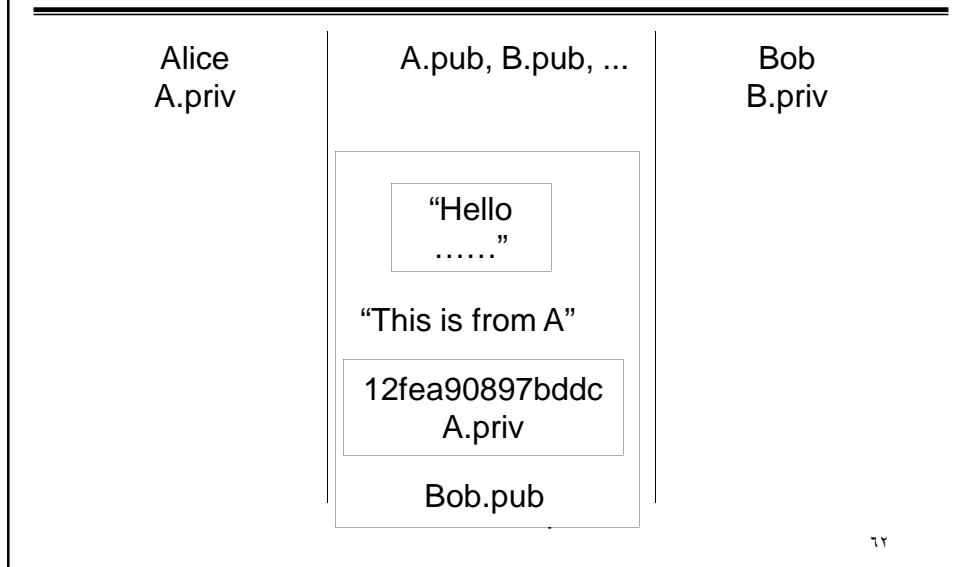 Alice
A.priv
A.pub, B.pub, ...
Bob
B.priv
“Hello
……”
“This is from A”
12fea90897bddc
A.priv
Bob.pub
٦٢